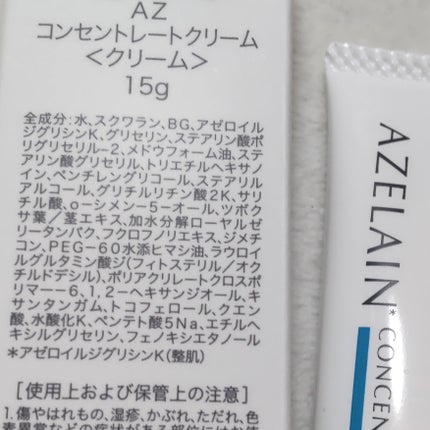 AZ
コンセントレートクリーム
<クリーム>
15g
全成分:水、スクワラン、BG、アゼロイル
ジグリシンK、グリセリン、ステアリン酸ポ
リグリセリル-2、メドウフォーム油、ステ
アリン酸グリセリル、トリエチルヘキサノ
イン、ペンチレングリコール、ステアリル
アルコール、グリチルリチン酸2K、サリ
チル酸、o-シメン-5-オール、ツボク
サ葉/茎エキス、加水分解ローヤルゼ
リータンパク、フクロフノリエキス、ジメチ
コン、PEG-60水添ヒマシ油、ラウロイ
ルグルタミン酸ジ(フィトステリル/オク
チルドデシル)、ポリアクリレートクロスポ
リマー-6、1,2-ヘキサンジオール、キ
サンタンガム、トコフェロール、クエン
酸、水酸化K、ペンテト酸5Na、エチルヘ
キシルグリセリン、フェノキシエタノール
*アゼロイルジグリシンK(整肌)
[使用上および保管上の注意]
1.傷やはれもの、湿疹、かぶれ、ただれ、色
素異常などの症状がある部位にはお使
AZELAIN*
CONCEN